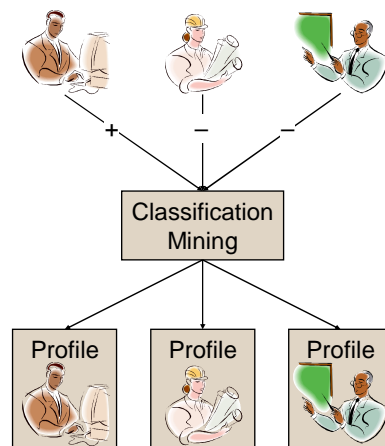 + – –
Classification
Mining
Profile Profile Profile